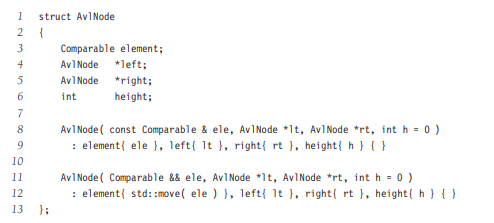 1 struct AvlNode
2 {
3 Comparable element;
4 AvlNode *left;
5 AvlNode *right;
6 int height;
7
8 AvlNode( const Comparable & ele, AvlNode *lt, AvlNode *rt, int h = 0 )
9 : element{ ele }, left{ lt }, right{ rt }, height{ h } { }
10
11 AvlNode( Comparable && ele, AvlNode *lt, AvlNode *rt, int h = 0 )
12 : element{ std::move( ele ) }, left{ lt }, right{ rt }, height{ h } { }
13 };